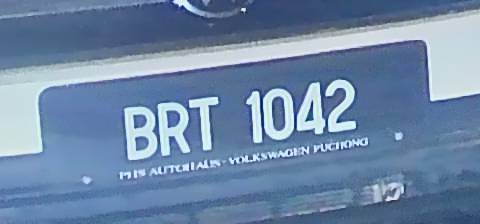 BRT 1042
PHS AUTOHAUS - VOLKSWAGEN PUCHONG